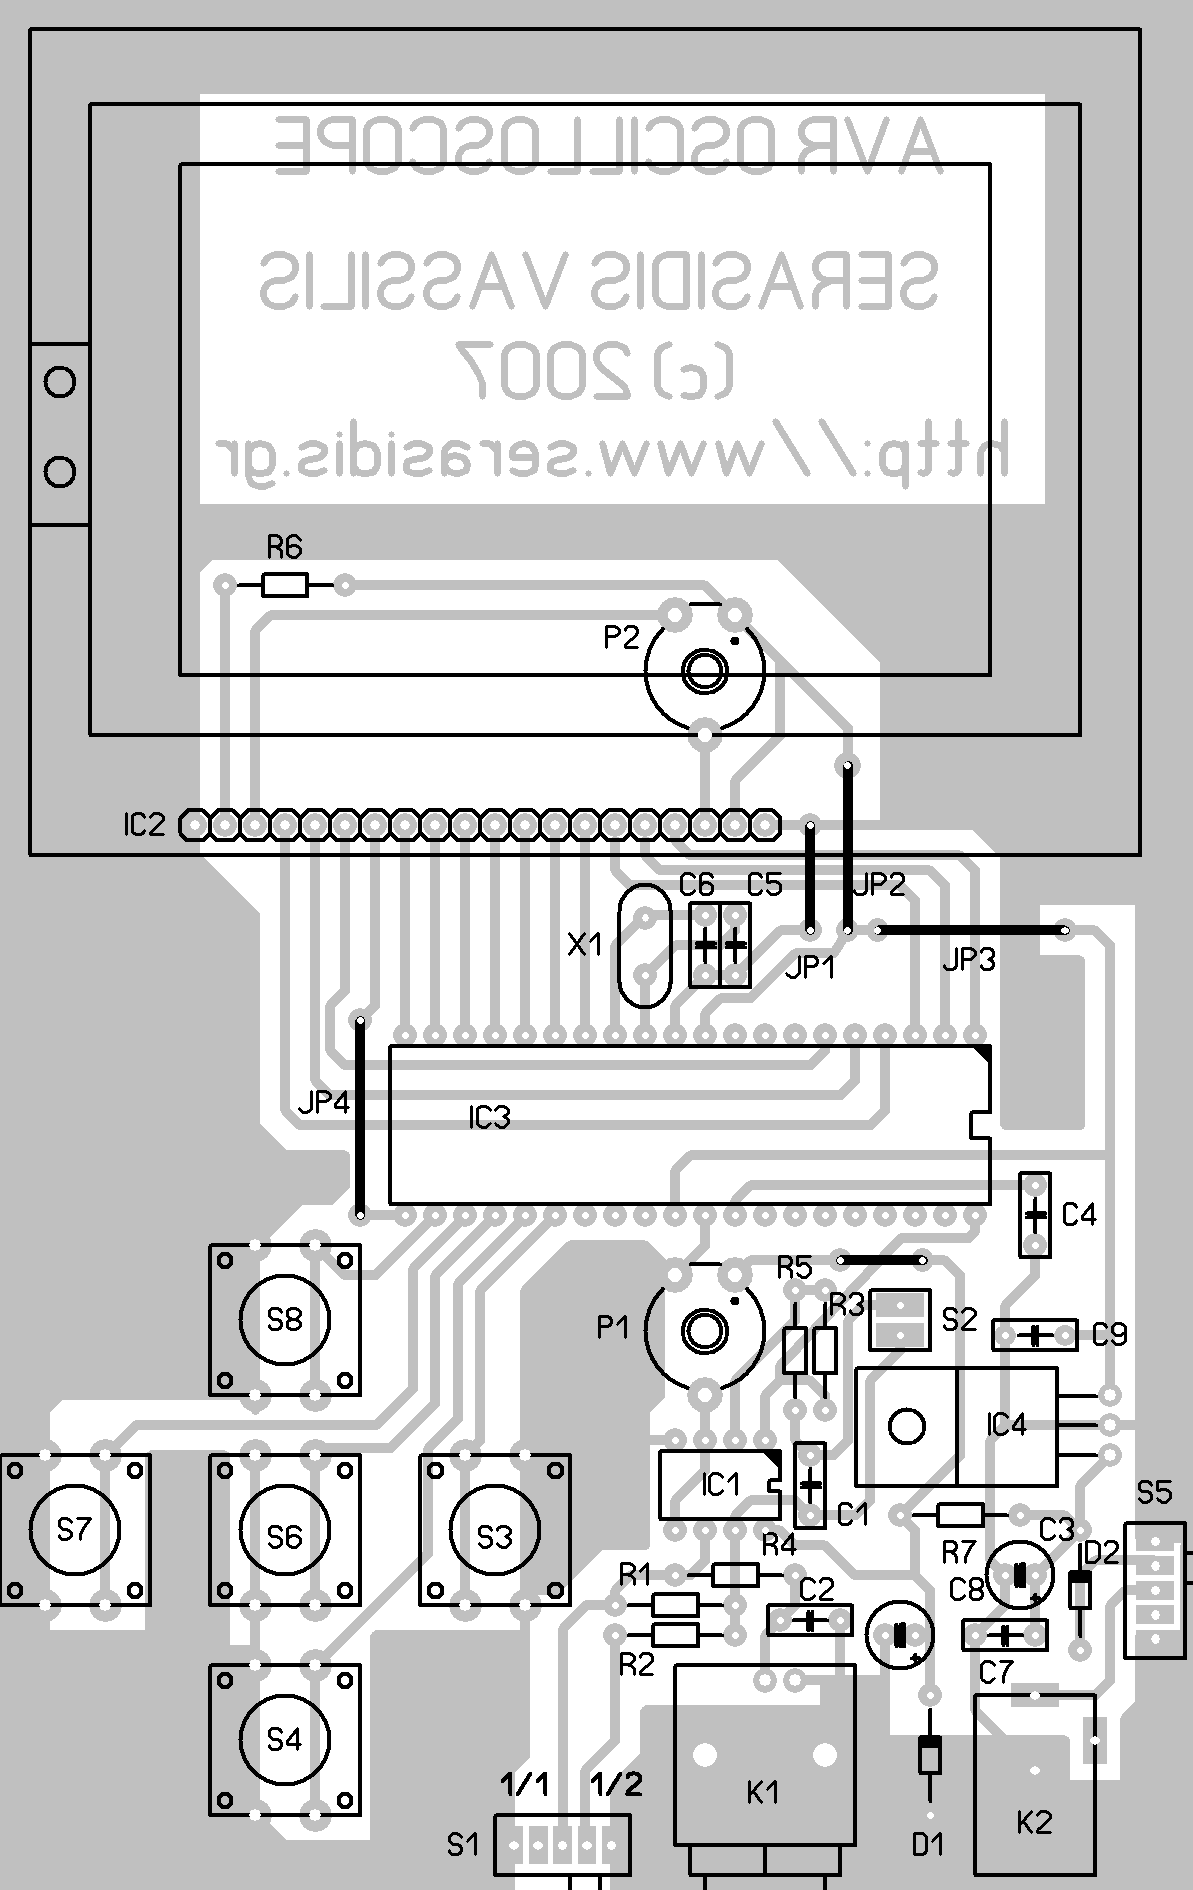 AVR OSCILLOSCOPE
SERASIDIS VASSILIS
(c) 2007
http://www.serasidis.gr
R6
P2
IC2
C6
C5
JP2
X1
JP1
JP3
JP4
IC3
C4
R5
R3
S2
P1
C9
S8
IC4
IC1
C1
S5
S7
S6
S3
R4
R7
C3
D2
R1
C2
C8
R2
C7
S4
1/1
1/2
K1
S1
D1
K2